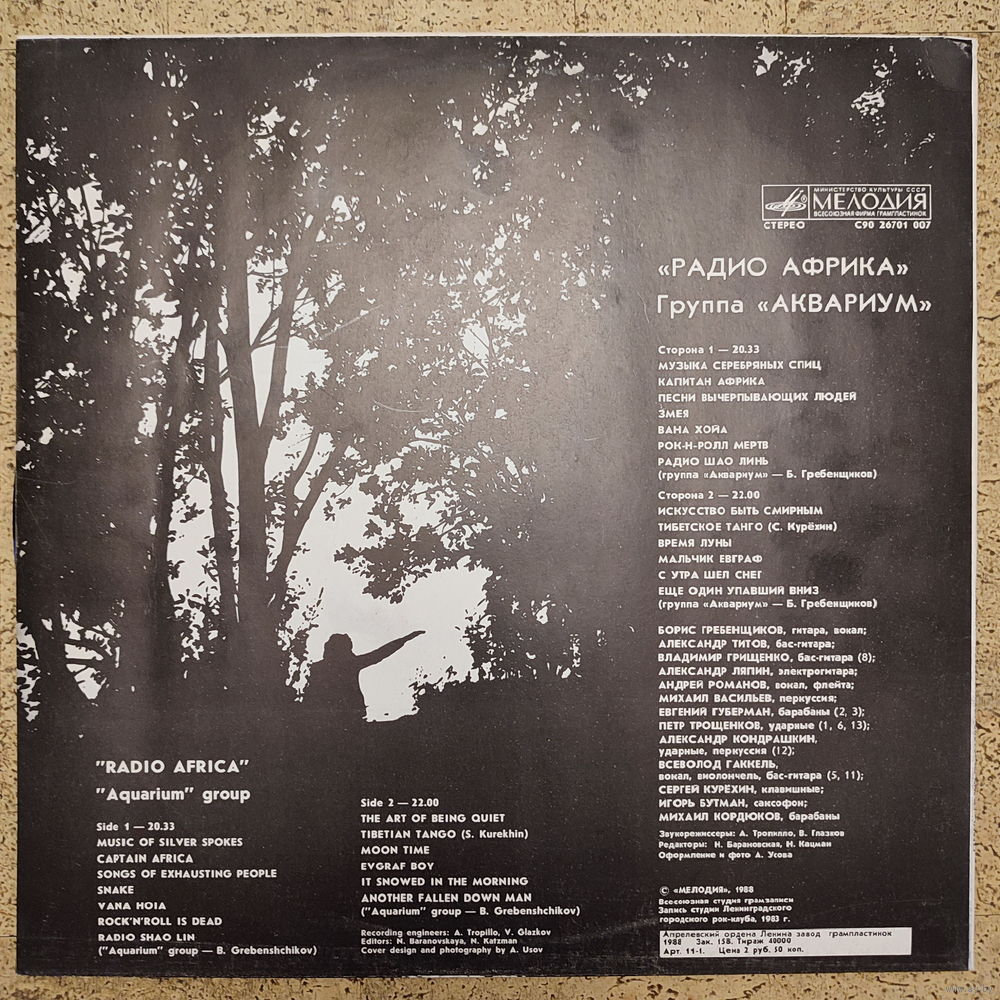 МИНИСТЕРСТВО КУЛЬТУРЫ СССР
МЕЛОДИЯ
ВСЕСОЮЗНАЯ ФИРМА ГРАМПЛАСТИНОК
СТЕРЕО С90 26701 007
«РАДИО АФРИКА»
Группа «АКВАРИУМ»
Сторона 1 — 20.33
МУЗЫКА СЕРЕБРЯНЫХ СПИЦ
КАПИТАН АФРИКА
ПЕСНИ ВЫЧЕРПЫВАЮЩИХ ЛЮДЕЙ
ЗМЕЯ
ВАНА ХОЙА
РОК-Н-РОЛЛ МЕРТВ
РАДИО ШАО ЛИНЬ
(группа «Аквариум» — Б. Гребенщиков)
Сторона 2 — 22.00
ИСКУССТВО БЫТЬ СМИРНЫМ
ТИБЕТСКОЕ ТАНГО (С. Курёхин)
ВРЕМЯ ЛУНЫ
МАЛЬЧИК ЕВГРАФ
С УТРА ШЕЛ СНЕГ
ЕЩЕ ОДИН УПАВШИЙ ВНИЗ
(группа «Аквариум» — Б. Гребенщиков)
БОРИС ГРЕБЕНЩИКОВ, гитара, вокал;
АЛЕКСАНДР ТИТОВ, бас-гитара;
ВЛАДИМИР ГРИЩЕНКО, бас-гитара (8);
АЛЕКСАНДР ЛЯПИН, электрогитара;
АНДРЕЙ РОМАНОВ, вокал, флейта;
МИХАИЛ ВАСИЛЬЕВ, перкуссия;
ЕВГЕНИЙ ГУБЕРМАН, барабаны (2, 3);
ПЕТР ТРОЩЕНКОВ, ударные (1, 6, 13);
АЛЕКСАНДР КОНДРАШКИН,
ударные, перкуссия (12);
ВСЕВОЛОД ГАККЕЛЬ,
вокал, виолончель, бас-гитара (5, 11);
СЕРГЕЙ КУРЕХИН, клавишные;
ИГОРЬ БУТМАН, саксофон;
МИХАИЛ КОРДЮКОВ, барабаны
Звукорежиссеры: А. Тропилло, В. Глазков
Редакторы: Н. Барановская, Н. Кацман
Оформление и фото А. Усова
© «МЕЛОДИЯ», 1988
Всесоюзная студия грамзаписи
Запись студии Ленинградского
городского рок-клуба, 1983 г.
Апрелевский ордена Ленина завод грампластинок
1988 Зак. 158. Тираж 40000
Арт. 11-1. Цена 2 руб. 50 коп.
"RADIO AFRICA"
"Aquarium" group
Side 1 — 20.33
MUSIC OF SILVER SPOKES
CAPTAIN AFRICA
SONGS OF EXHAUSTING PEOPLE
SNAKE
VANA HOIA
ROCK'N'ROLL IS DEAD
RADIO SHAO LIN
("Aquarium" group — B. Grebenshchikov)
Side 2 — 22.00
THE ART OF BEING QUIET
TIBETIAN TANGO (S. Kurekhin)
MOON TIME
EVGRAF BOY
IT SNOWED IN THE MORNING
ANOTHER FALLEN DOWN MAN
("Aquarium" group — B. Grebenshchikov)
Recording engineers: A. Tropillo, V. Glazkov
Editors: N. Baranovskaya, N. Katzman
Cover design and photography by A. Usov